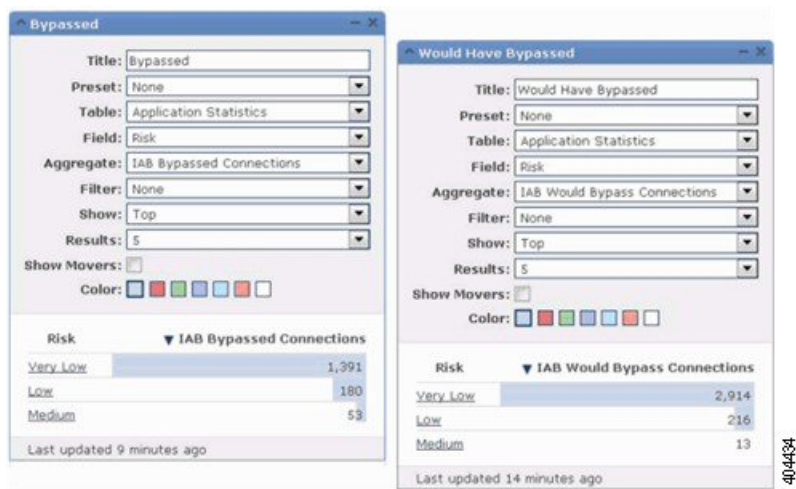 Bypassed
Title: Bypassed
Preset: None
Table: Application Statistics
Field: Risk
Aggregate: IAB Bypassed Connections
Filter: None
Show: Top
Results: 5
Show Movers:
Color:
Risk IAB Bypassed Connections
Very Low 1,391
Low 180
Medium 53
Last updated 9 minutes ago
Would Have Bypassed
Title: Would Have Bypassed
Preset: None
Table: Application Statistics
Field: Risk
Aggregate: IAB Would Bypass Connections
Filter: None
Show: Top
Results: 5
Show Movers:
Color:
Risk IAB Would Bypass Connections
Very Low 2,914
Low 216
Medium 13
Last updated 14 minutes ago
404434